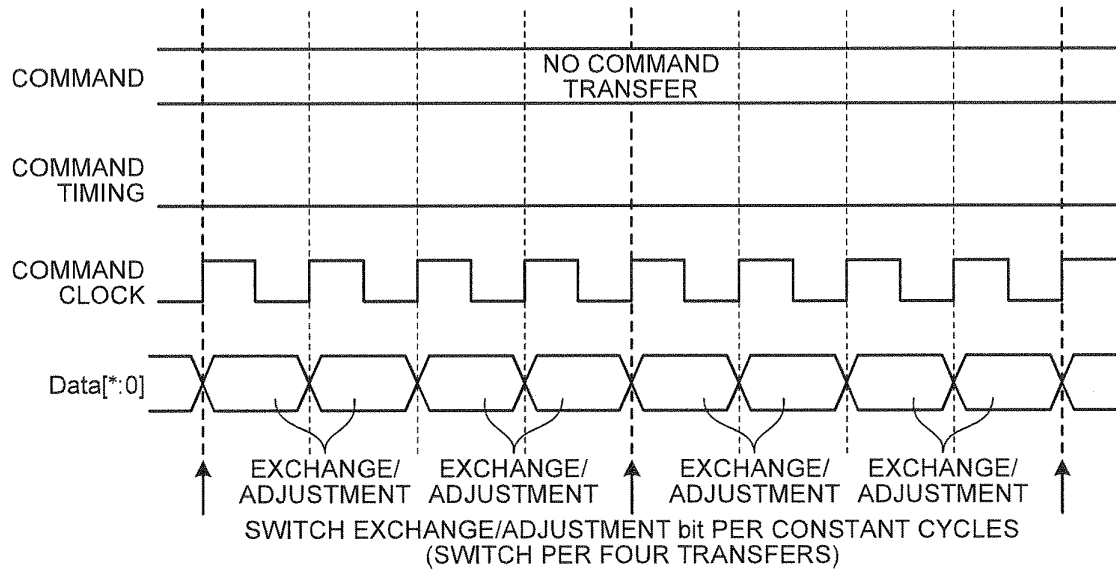 COMMAND
NO COMMAND
TRANSFER
COMMAND
TIMING
COMMAND
CLOCK
Data[*:0]
EXCHANGE/
ADJUSTMENT
EXCHANGE/
ADJUSTMENT
EXCHANGE/
ADJUSTMENT
EXCHANGE/
ADJUSTMENT
SWITCH EXCHANGE/ADJUSTMENT bit PER CONSTANT CYCLES
(SWITCH PER FOUR TRANSFERS)